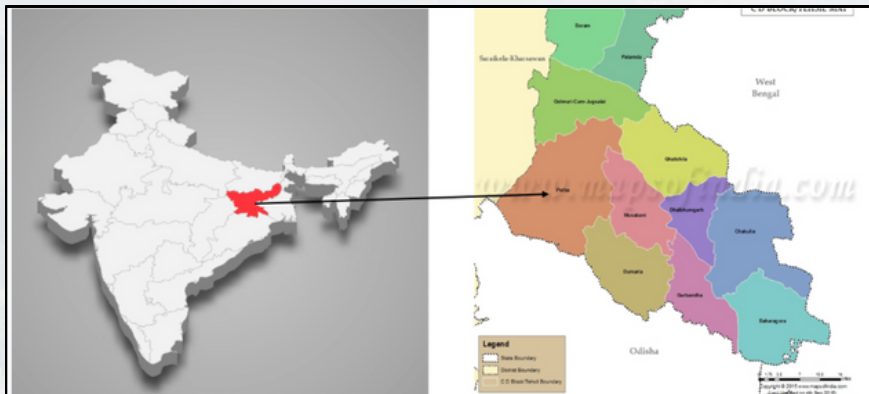 C D BLOCK/TEHSIL MAP
Boram
Patamda
Saraikela-Kharsawan
West
Bengal
Golmuri-Cum-Jugsalai
Ghatshila
Potka
www.mapsofindia.com
Musabani
Dhalbhumgarh
Chakulia
Dumaria
Gurbandha
Baharagora
Odisha
Legend
State Boundary
District Boundary
C D Block/Tehsil Boundary